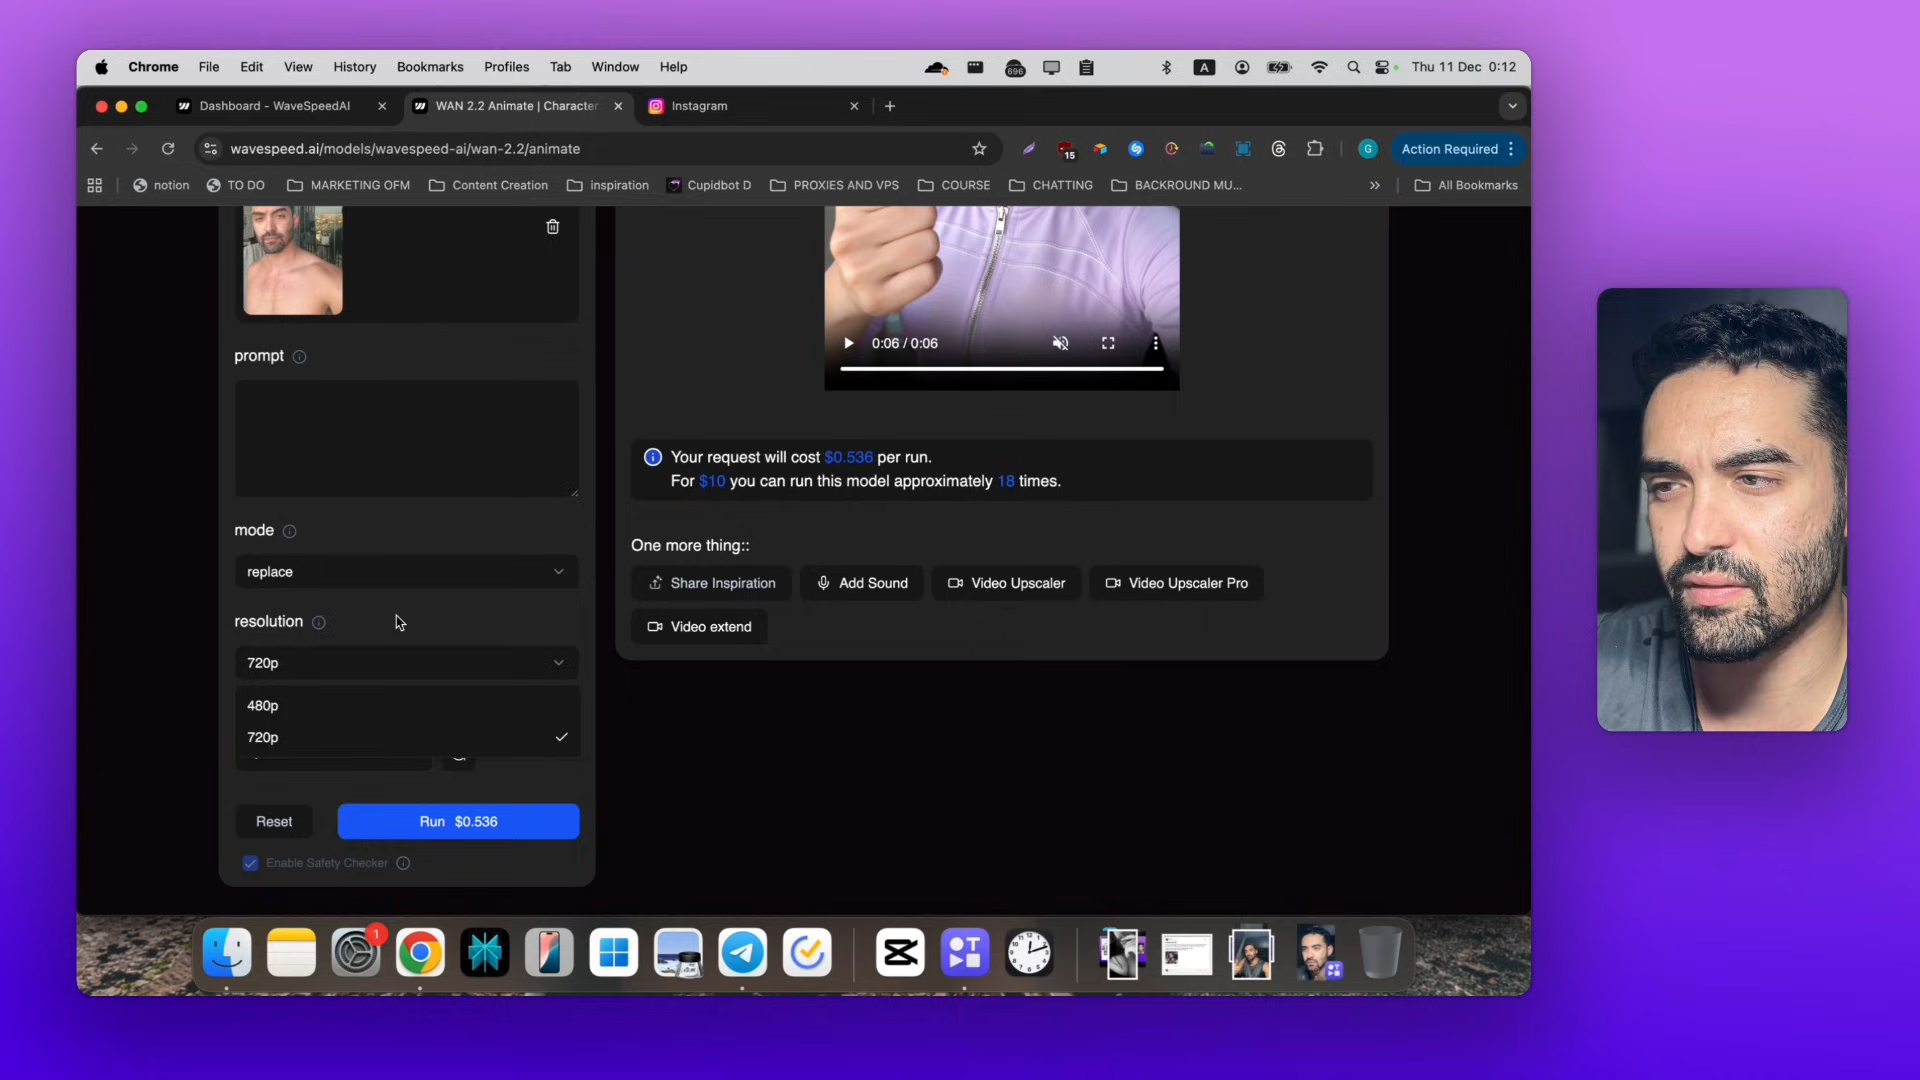 Chrome File Edit View History Bookmarks Profiles Tab Window Help
696
A
Thu 11 Dec 0:12
Dashboard - WaveSpeedAI
WAN 2.2 Animate | Character
Instagram
wavespeed.ai/models/wavespeed-ai/wan-2.2/animate
15
G
Action Required
notion
TO DO
MARKETING OFM
Content Creation
inspiration
Cupidbot D
PROXIES AND VPS
COURSE
CHATTING
BACKROUND MU...
All Bookmarks
prompt
mode
replace
resolution
720p
480p
720p
Reset
Run $0.536
Enable Safety Checker
0:06 / 0:06
Your request will cost $0.536 per run.
For $10 you can run this model approximately 18 times.
One more thing::
Share Inspiration
Add Sound
Video Upscaler
Video Upscaler Pro
Video extend
1